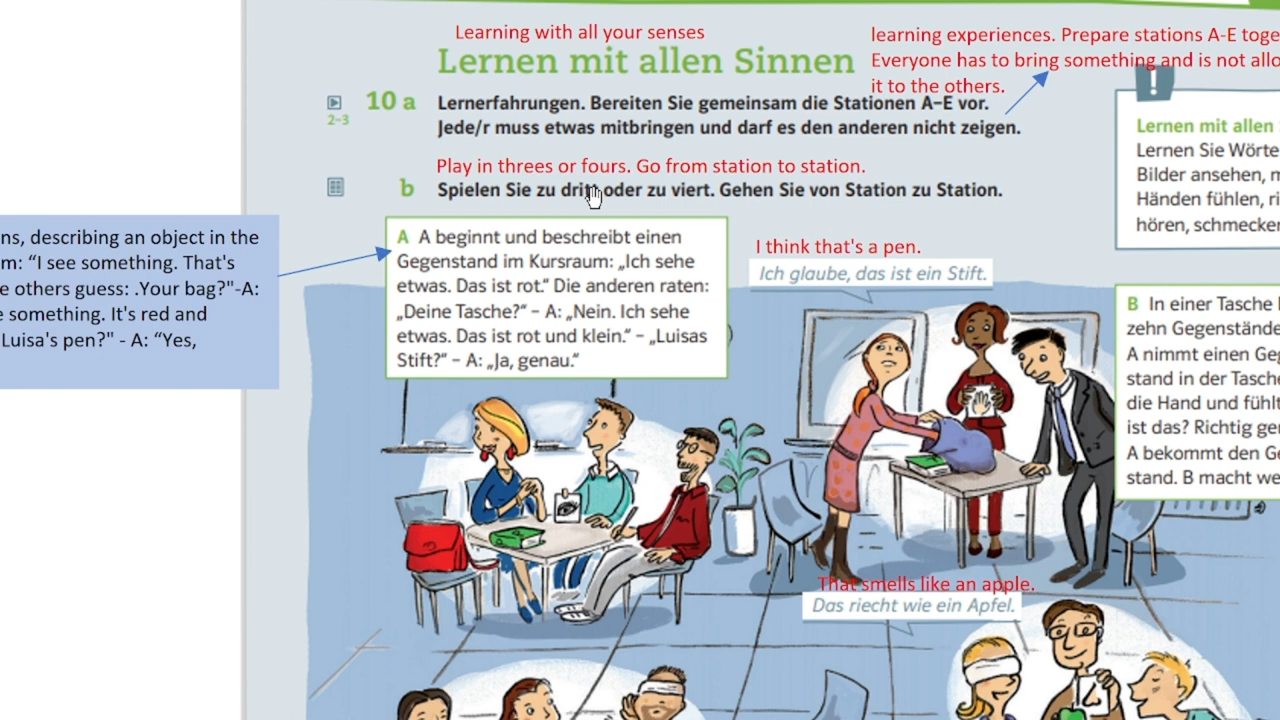 Learning with all your senses
Lernen mit allen Sinnen
learning experiences. Prepare stations A-E toge
Everyone has to bring something and is not allo
it to the others.
2–3
10 a Lernerfahrungen. Bereiten Sie gemeinsam die Stationen A–E vor.
Jede/r muss etwas mitbringen und darf es den anderen nicht zeigen.
Play in threes or fours. Go from station to station.
b Spielen Sie zu dritt oder zu viert. Gehen Sie von Station zu Station.
!
Lernen mit allen
Lernen Sie Wörte
Bilder ansehen, m
Händen fühlen, ri
hören, schmecke
ns, describing an object in the
m: “I see something. That's
e others guess: .Your bag?"-A:
e something. It's red and
Luisa's pen?" - A: “Yes,
A A beginnt und beschreibt einen
Gegenstand im Kursraum: „Ich sehe
etwas. Das ist rot.“ Die anderen raten:
„Deine Tasche?“ – A: „Nein. Ich sehe
etwas. Das ist rot und klein.“ – „Luisas
Stift?“ – A: „Ja, genau.“
I think that's a pen.
Ich glaube, das ist ein Stift.
B In einer Tasche
zehn Gegenstände
A nimmt einen Geg
stand in der Tasche
die Hand und fühlt
ist das? Richtig ger
A bekommt den Ge
stand. B macht we
That smells like an apple.
Das riecht wie ein Apfel.